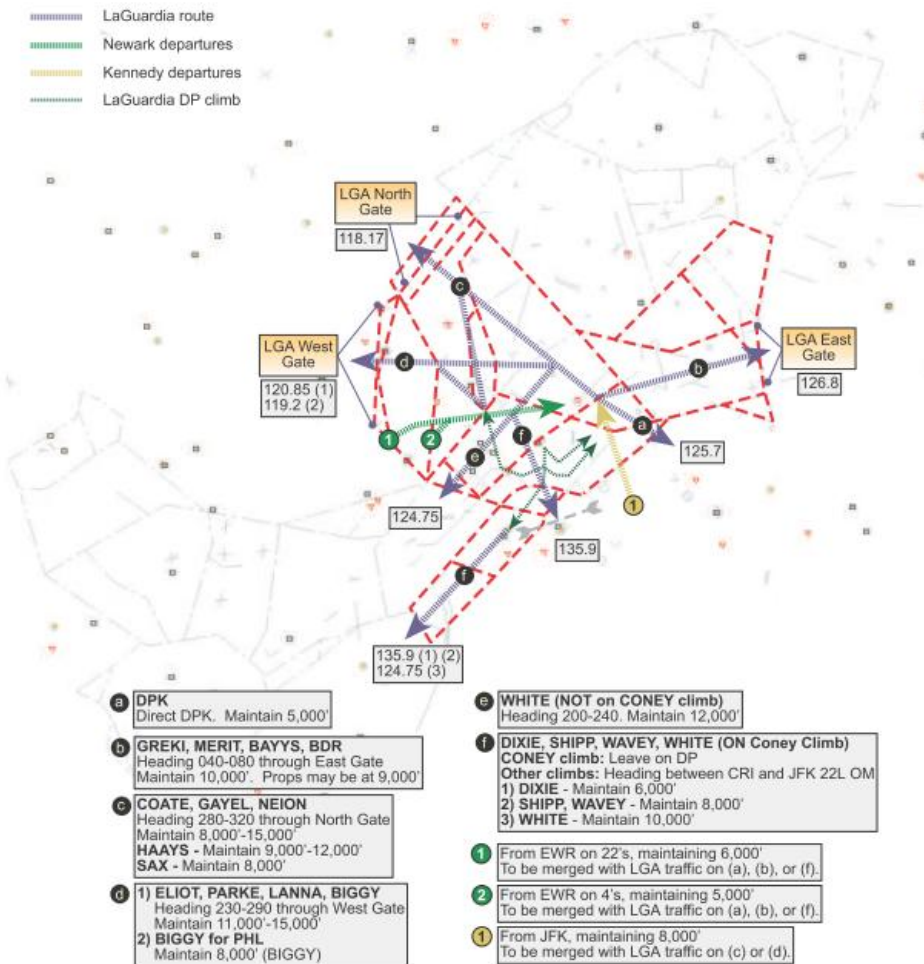 LaGuardia route
Newark departures
Kennedy departures
LaGuardia DP climb
LGA North
Gate
118.17
c
LGA West
Gate
120.85 (1)
119.2 (2)
d
LGA East
Gate
126.8
b
a
125.7
1
2
f
e
124.75
1
135.9
f
135.9 (1) (2)
124.75 (3)
a
DPK
Direct DPK. Maintain 5,000'
b
GREKI, MERIT, BAYYS, BDR
Heading 040-080 through East Gate
Maintain 10,000'. Props may be at 9,000'
c
COATE, GAYEL, NEION
Heading 280-320 through North Gate
Maintain 8,000'-15,000'
HAAYS - Maintain 9,000'-12,000'
SAX - Maintain 8,000'
d
1) ELIOT, PARKE, LANNA, BIGGY
Heading 230-290 through West Gate
Maintain 11,000'-15,000'
2) BIGGY for PHL
Maintain 8,000' (BIGGY)
e
WHITE (NOT on CONEY climb)
Heading 200-240. Maintain 12,000'
f
DIXIE, SHIPP, WAVEY, WHITE (ON Coney Climb)
CONEY climb: Leave on DP
Other climbs: Heading between CRI and JFK 22L OM
1) DIXIE - Maintain 6,000'
2) SHIPP, WAVEY - Maintain 8,000'
3) WHITE - Maintain 10,000'
1
From EWR on 22's, maintaining 6,000'
To be merged with LGA traffic on (a), (b), or (f).
2
From EWR on 4's, maintaining 5,000'
To be merged with LGA traffic on (a), (b), or (f).
1
From JFK, maintaining 8,000'
To be merged with LGA traffic on (c) or (d).